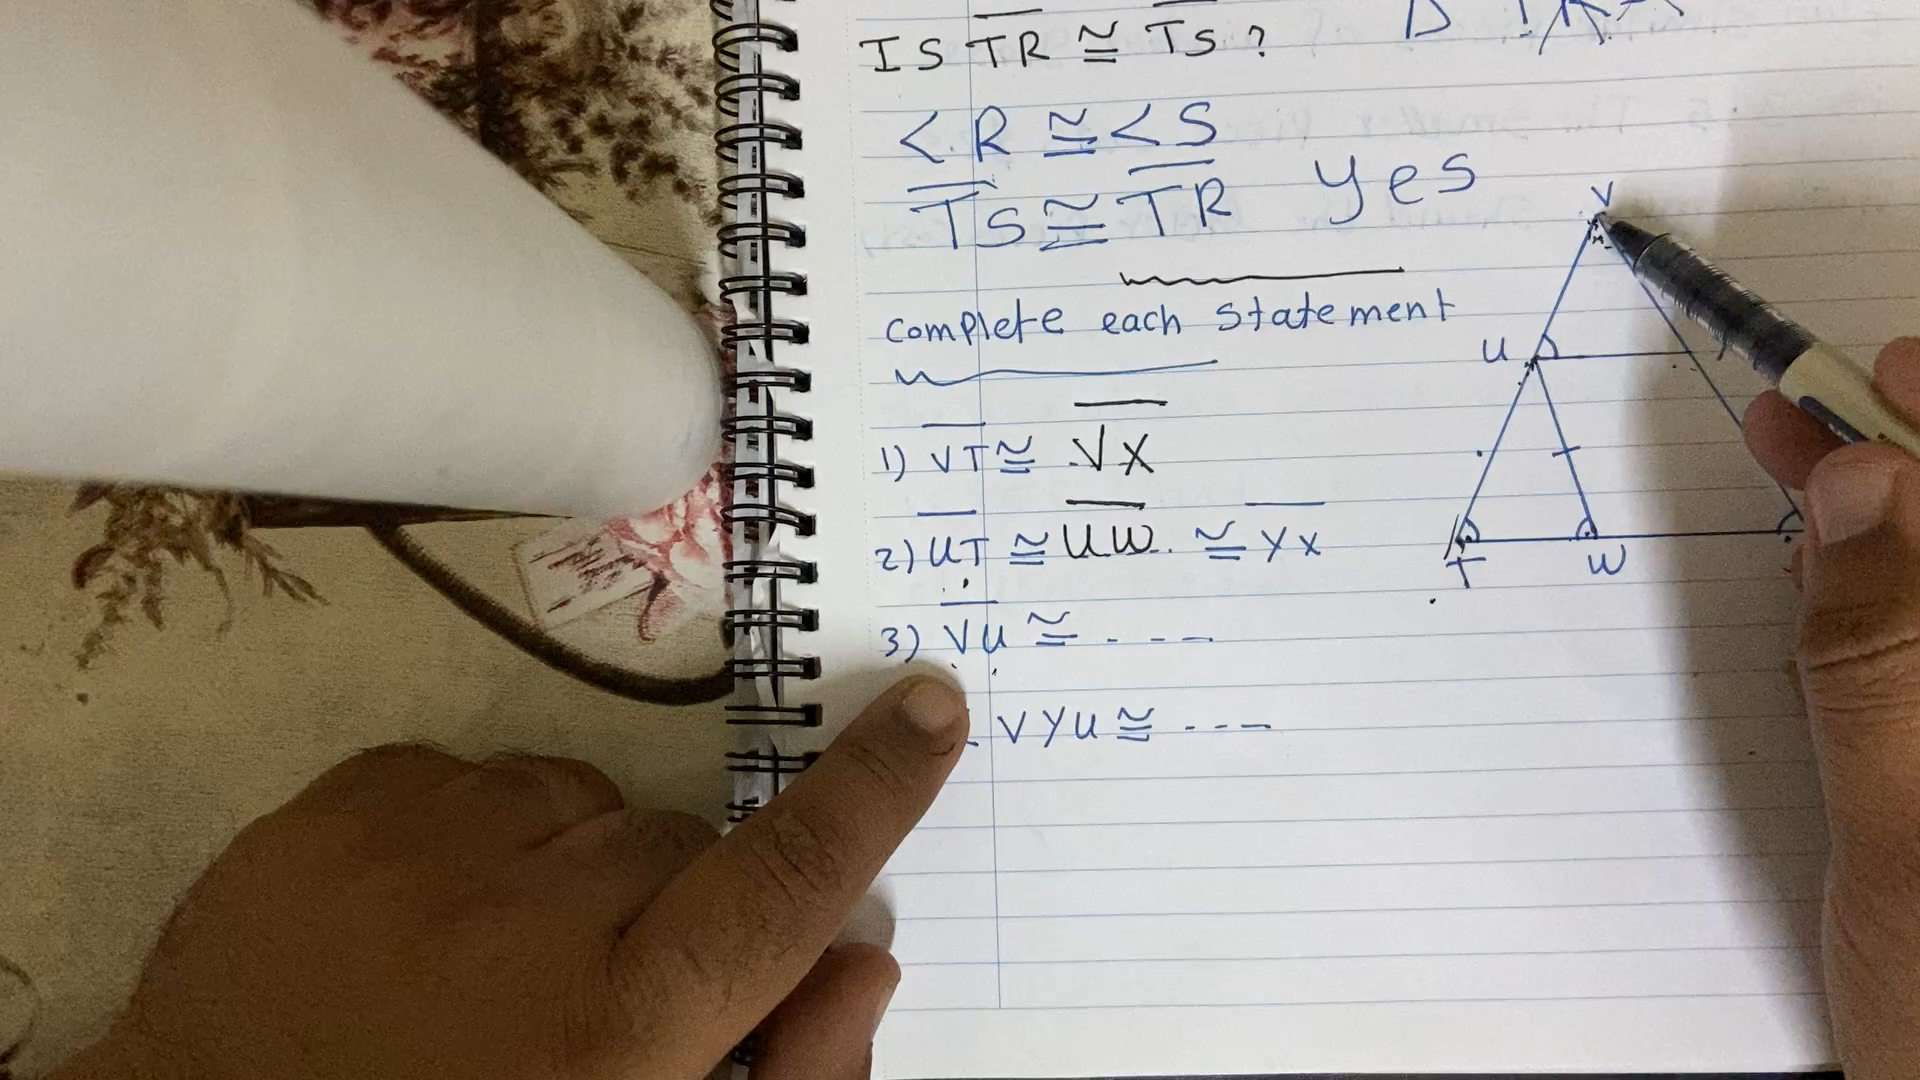 IS TR ≅ TS?
< R ≅ < S
TS ≅ TR yes
complete each statement
1) VT ≅ VX
2) UT ≅ UW ≅ YX
3) VU ≅ - - - -
VYU ≅ - - -
V
U
T
W